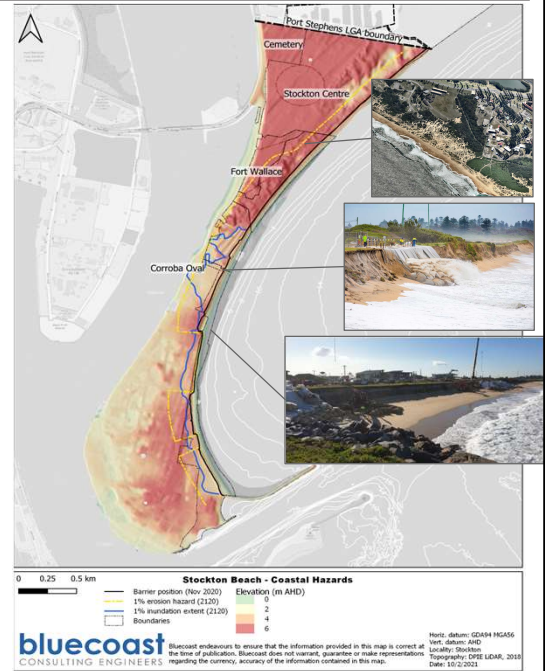 Port Stephens LGA boundary
Cemetery
Stockton Centre
Fort Wallace
Corroba Oval
0 0.25 0.5 km
Stockton Beach - Coastal Hazards
Barrier position (Nov 2020)
1% erosion hazard (2120)
1% inundation extent (2120)
Boundaries
Elevation (m AHD)
0
2
4
6
bluecoast
CONSULTING ENGINEERS
Bluecoast endeavours to ensure that the information provided in this map is correct at
the time of publication. Bluecoast does not warrant, guarantee or make representations
regarding the currency, accuracy of the information contained in this map.
Horiz. datum: GDA94 MGA56
Vert. datum: AHD
Locality: Stockton
Topography: DPIE LiDAR, 2018
Date: 10/2/2021